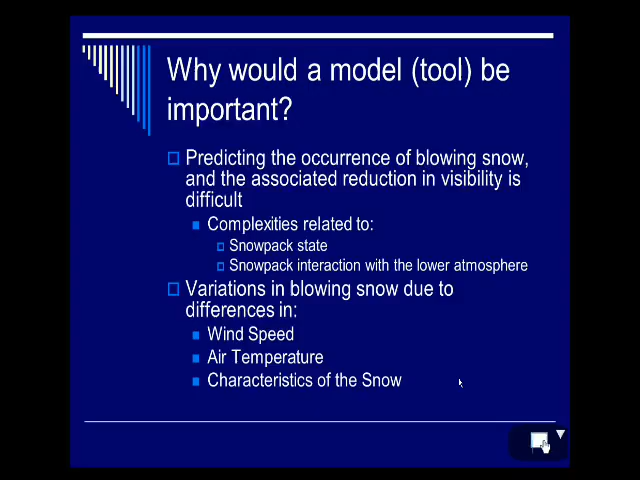 Why would a model (tool) be
important?
Predicting the occurrence of blowing snow,
and the associated reduction in visibility is
difficult
Complexities related to:
Snowpack state
Snowpack interaction with the lower atmosphere
Variations in blowing snow due to
differences in:
Wind Speed
Air Temperature
Characteristics of the Snow